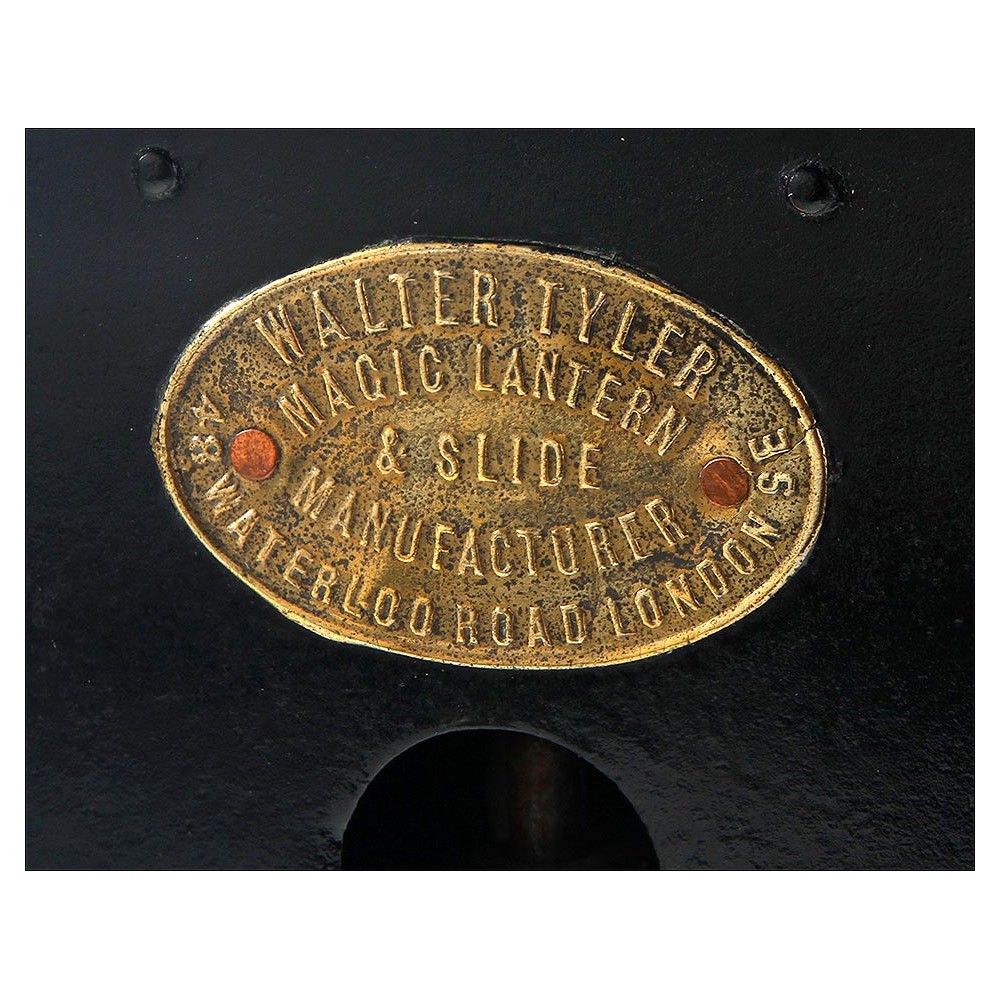 WALTER TYLER
MAGIC LANTERN
& SLIDE
MANUFACTURER
48 WATERLOO ROAD LONDON SE